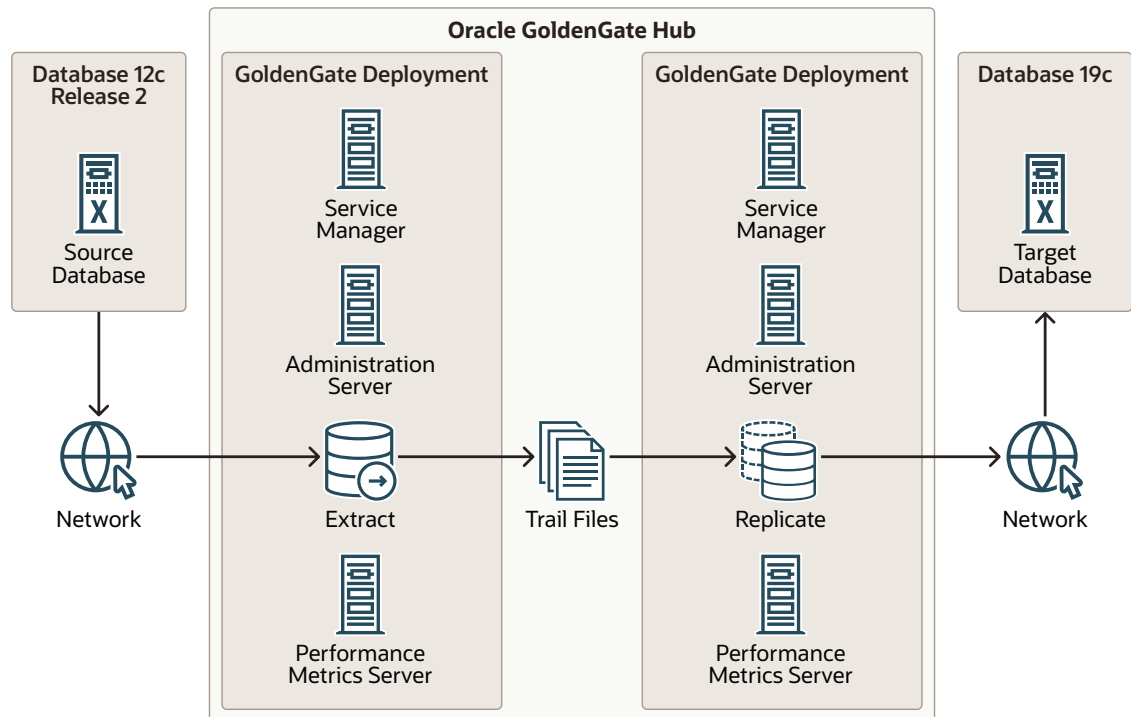 Oracle GoldenGate Hub
Database 12c
Release 2
Source
Database
Network
GoldenGate Deployment
Service
Manager
Administration
Server
Extract
Performance
Metrics Server
Trail Files
GoldenGate Deployment
Service
Manager
Administration
Server
Replicate
Performance
Metrics Server
Database 19c
Target
Database
Network